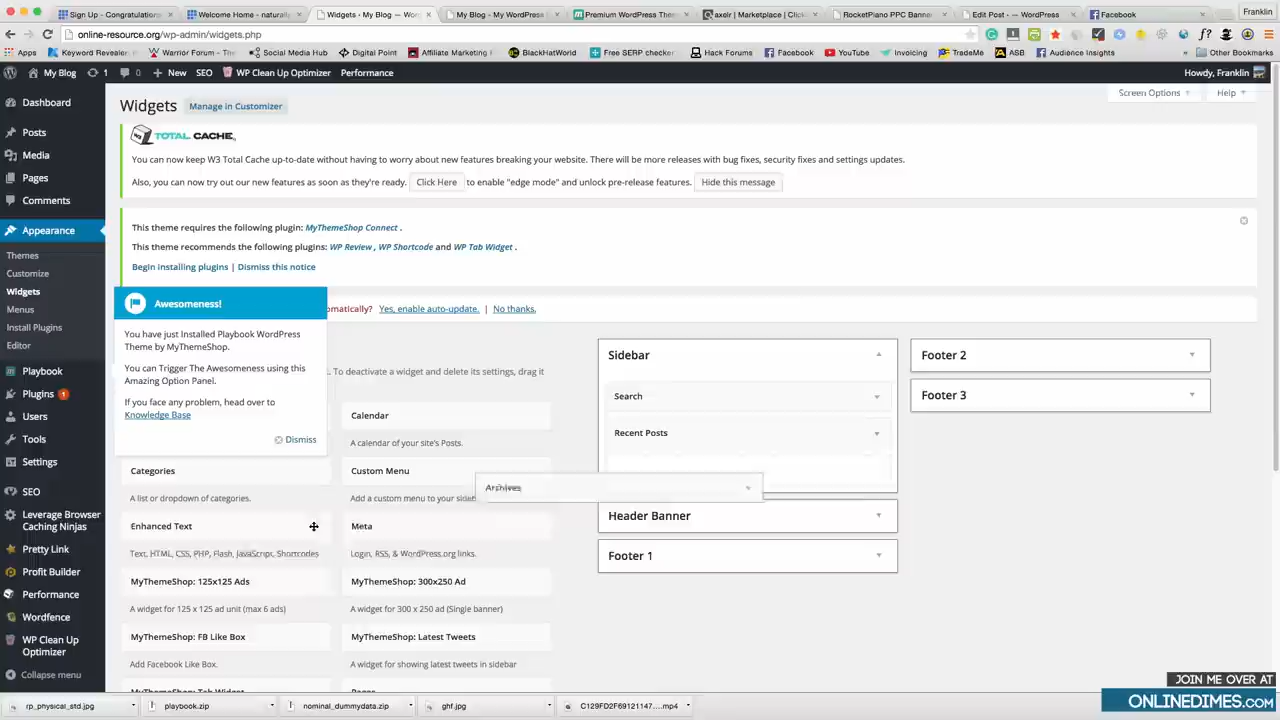 Sign Up - Congratulations
Welcome Home - naturali
Widgets ‹ My Blog — Wor
My Blog - My WordPress
Premium WordPress Them
axelr | Marketplace | Click
RocketPiano PPC Banner
Edit Post - — WordPress
Facebook
Franklin
online-resource.org/wp-admin/widgets.php
Apps
Keyword Revealer
Warrior Forum - The
Social Media Hub
Digital Point
Affiliate Marketing
BlackHatWorld
Free SERP checker
Hack Forums
Facebook
YouTube
Invoicing
TradeMe
ASB
Audience Insights
Other Bookmarks
My Blog
1
0
New
SEO
WP Clean Up Optimizer
Performance
Howdy, Franklin
Dashboard
Posts
Media
Pages
Comments
Appearance
Themes
Customize
Widgets
Menus
Install Plugins
Editor
Playbook
Plugins 1
Users
Tools
Settings
SEO
Leverage Browser
Caching Ninjas
Pretty Link
Profit Builder
Performance
Wordfence
WP Clean Up
Optimizer
Collapse menu
Screen Options
Help
Widgets
Manage in Customizer
W3 TOTAL CACHE
You can now keep W3 Total Cache up-to-date without having to worry about new features breaking your website. There will be more releases with bug fixes, security fixes and settings updates.
Also, you can now try out our new features as soon as they're ready. Click Here to enable "edge mode" and unlock pre-release features. Hide this message
This theme requires the following plugin: MyThemeShop Connect .
This theme recommends the following plugins: WP Review , WP Shortcode and WP Tab Widget .
Begin installing plugins | Dismiss this notice
omatically? Yes, enable auto-update. | No thanks.
Awesomeness!
You have just Installed Playbook WordPress
Theme by MyThemeShop.
You can Trigger The Awesomeness using this
Amazing Option Panel.
If you face any problem, head over to
Knowledge Base
Dismiss
. To deactivate a widget and delete its settings, drag it
Calendar
A calendar of your site's Posts.
Categories
A list or dropdown of categories.
Custom Menu
Add a custom menu to your sideb
Enhanced Text
Text, HTML, CSS, PHP, Flash, JavaScript, Shortcodes
Meta
Login, RSS, & WordPress.org links.
MyThemeShop: 125x125 Ads
A widget for 125 x 125 ad unit (max 6 ads)
MyThemeShop: 300x250 Ad
A widget for 300 x 250 ad (Single banner)
MyThemeShop: FB Like Box
Add Facebook Like Box.
MyThemeShop: Latest Tweets
A widget for showing latest tweets in sidebar
MyThemeShop: Tab Widget
Pages
Sidebar
Search
Recent Posts
Archives
Header Banner
Footer 1
Footer 2
Footer 3
rp_physical_std.jpg
playbook.zip
nominal_dummydata.zip
ghf.jpg
C129FD2F69121147....mp4
JOIN ME OVER AT
ONLINEDIMES.COM